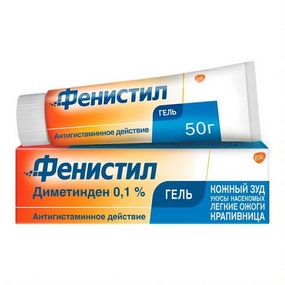 Фенистил
ГЕЛЬ
Антигистаминное действие
50г
Фенистил
Диметинден 0,1 %
Антигистаминное действие
ГЕЛЬ
gsk
КОЖНЫЙ ЗУД
УКУСЫ НАСЕКОМЫХ
ЛЕГКИЕ ОЖОГИ
КРАПИВНИЦА